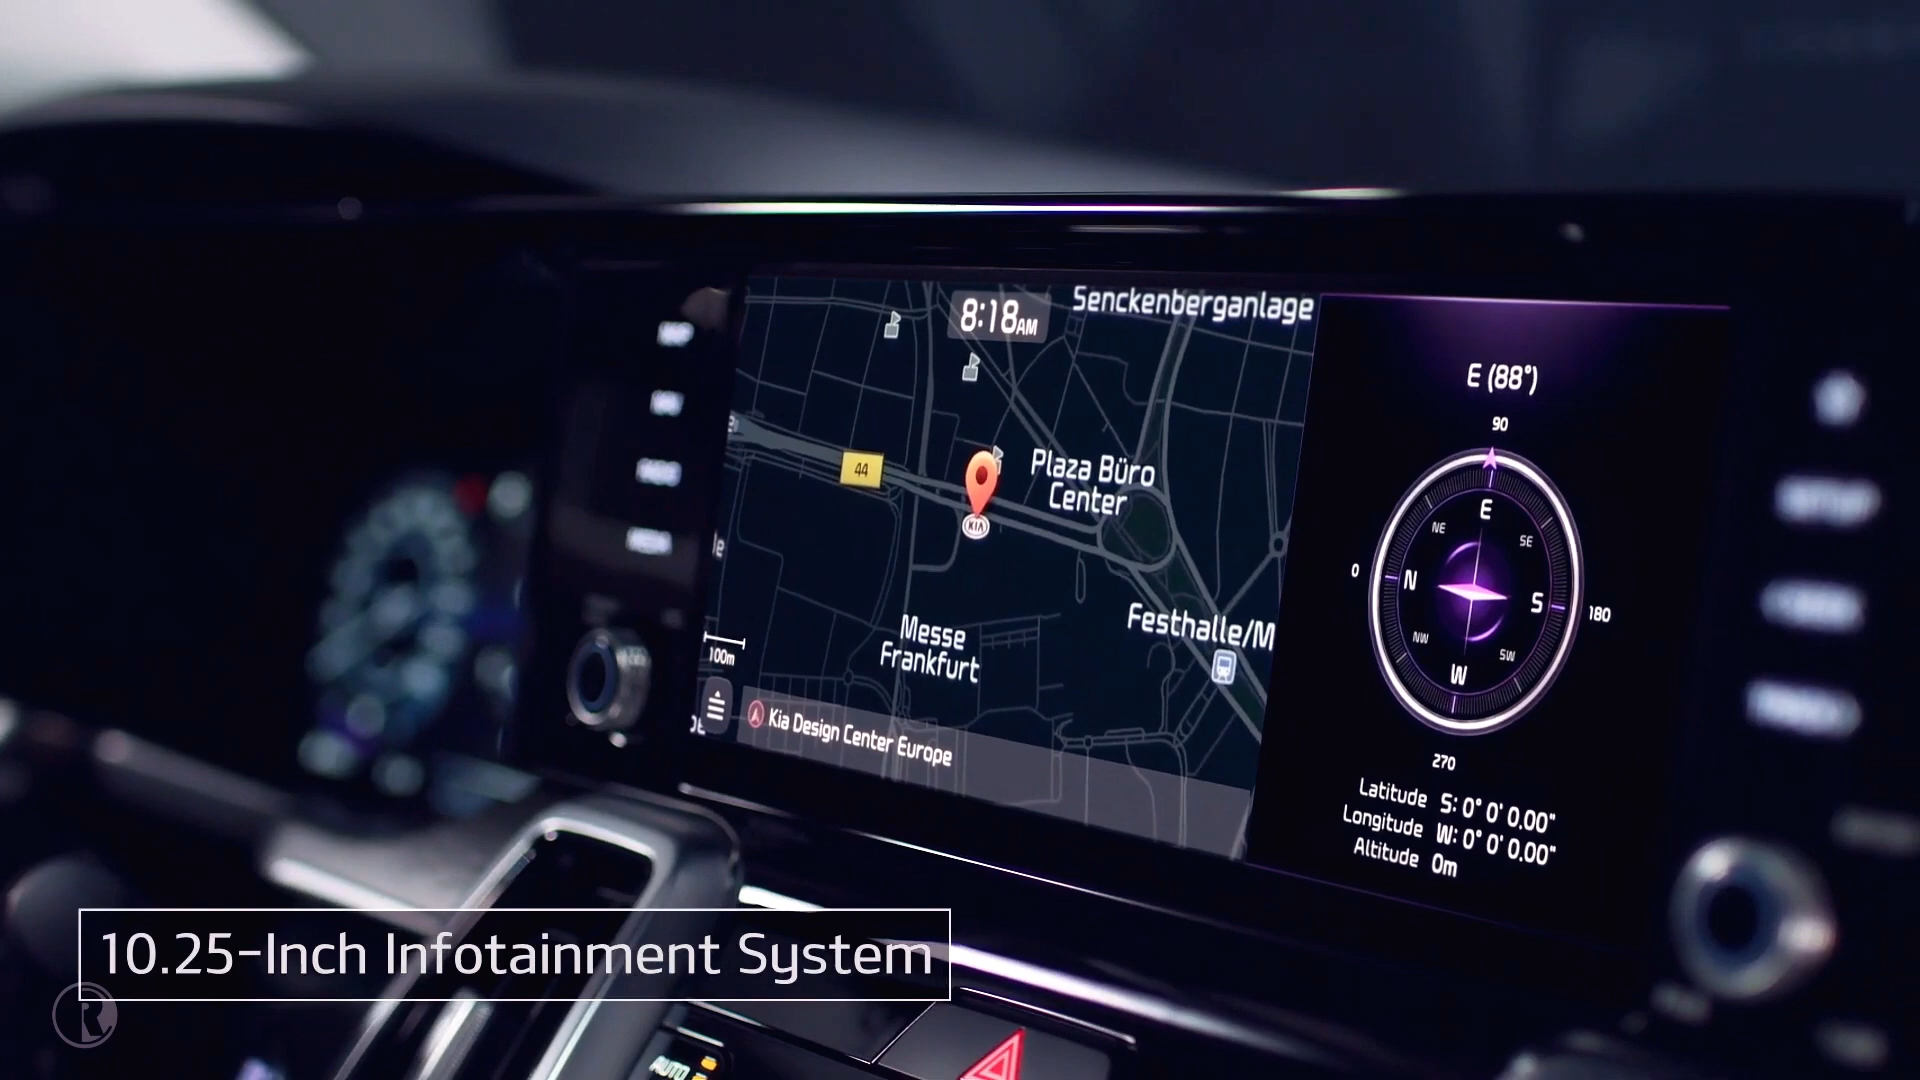 8:18AM
Senckenberganlage
44
Plaza Büro
Center
KIA
Messe
Frankfurt
Festhalle/M
100m
Kia Design Center Europe
E (88°)
90
E
NE
SE
0
N
S
180
NW
SW
W
270
Latitude S: 0° 0' 0.00"
Longitude W: 0° 0' 0.00"
Altitude 0m
10.25-Inch Infotainment System
R
AUTO